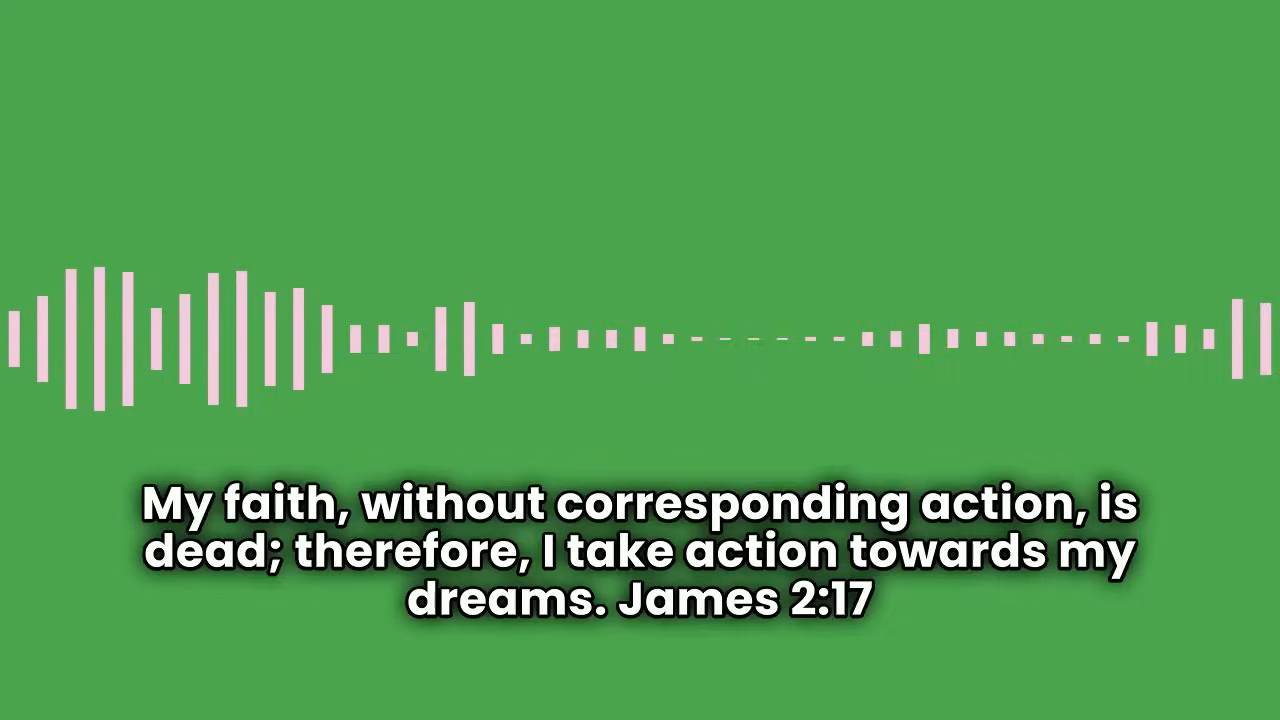 My faith, without corresponding action, is
dead; therefore, I take action towards my
dreams. James 2:17